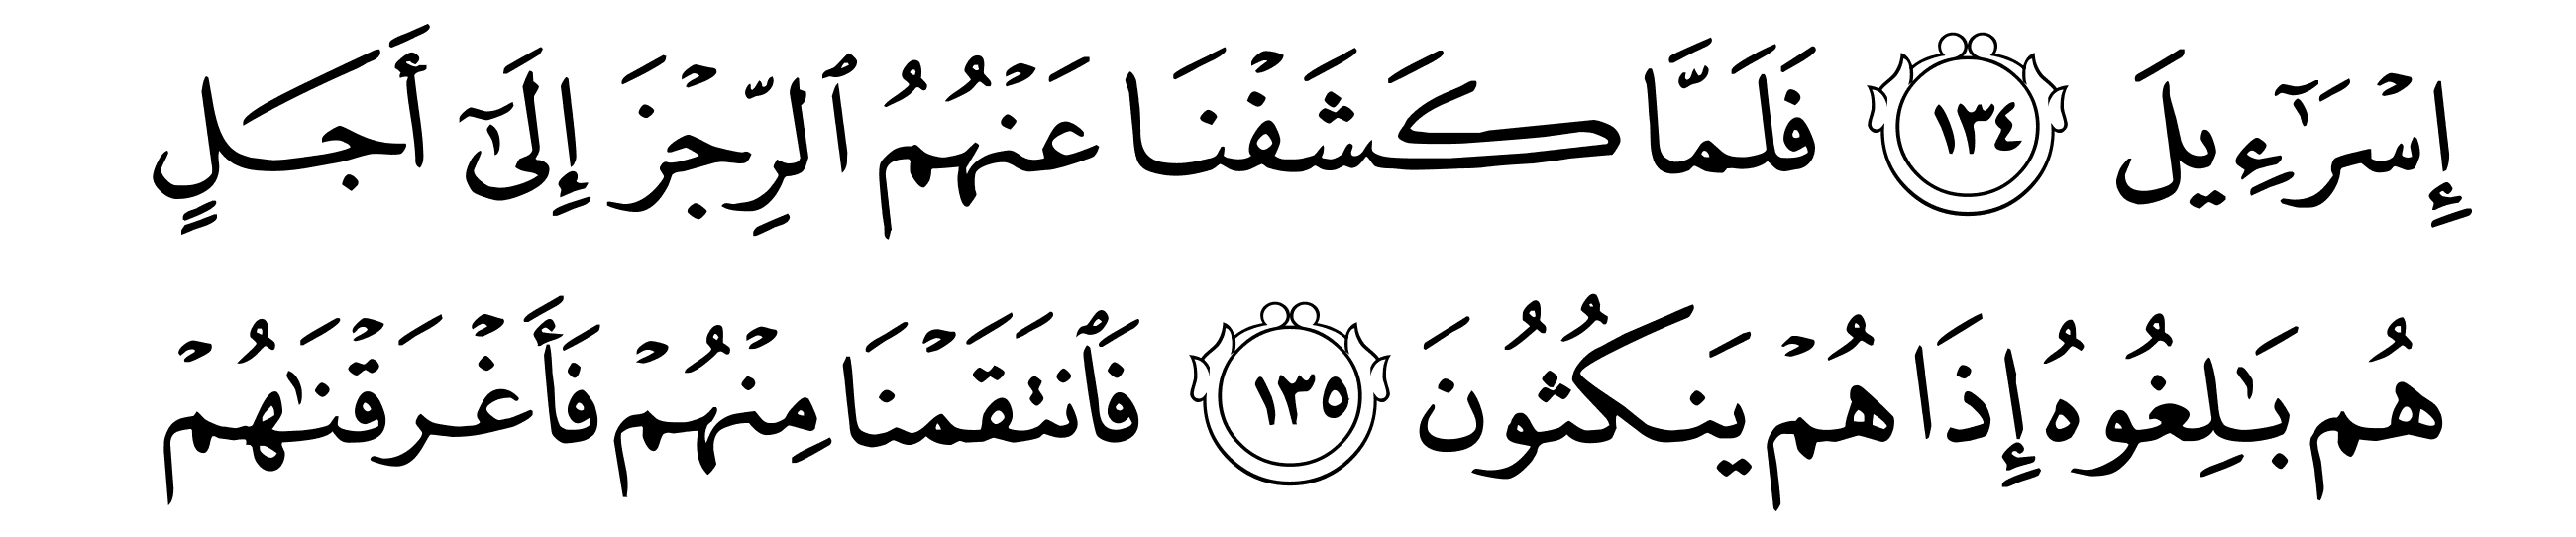 إِسۡرَٰٓءِيلَ ١٣٤ فَلَمَّا كَشَفۡنَا عَنۡهُمُ ٱلرِّجۡزَ إِلَىٰٓ أَجَلٍ
هُم بَٰلِغُوهُ إِذَا هُمۡ يَنكُثُونَ ١٣٥ فَٱنتَقَمۡنَا مِنۡهُمۡ فَأَغۡرَقۡنَٰهُمۡ